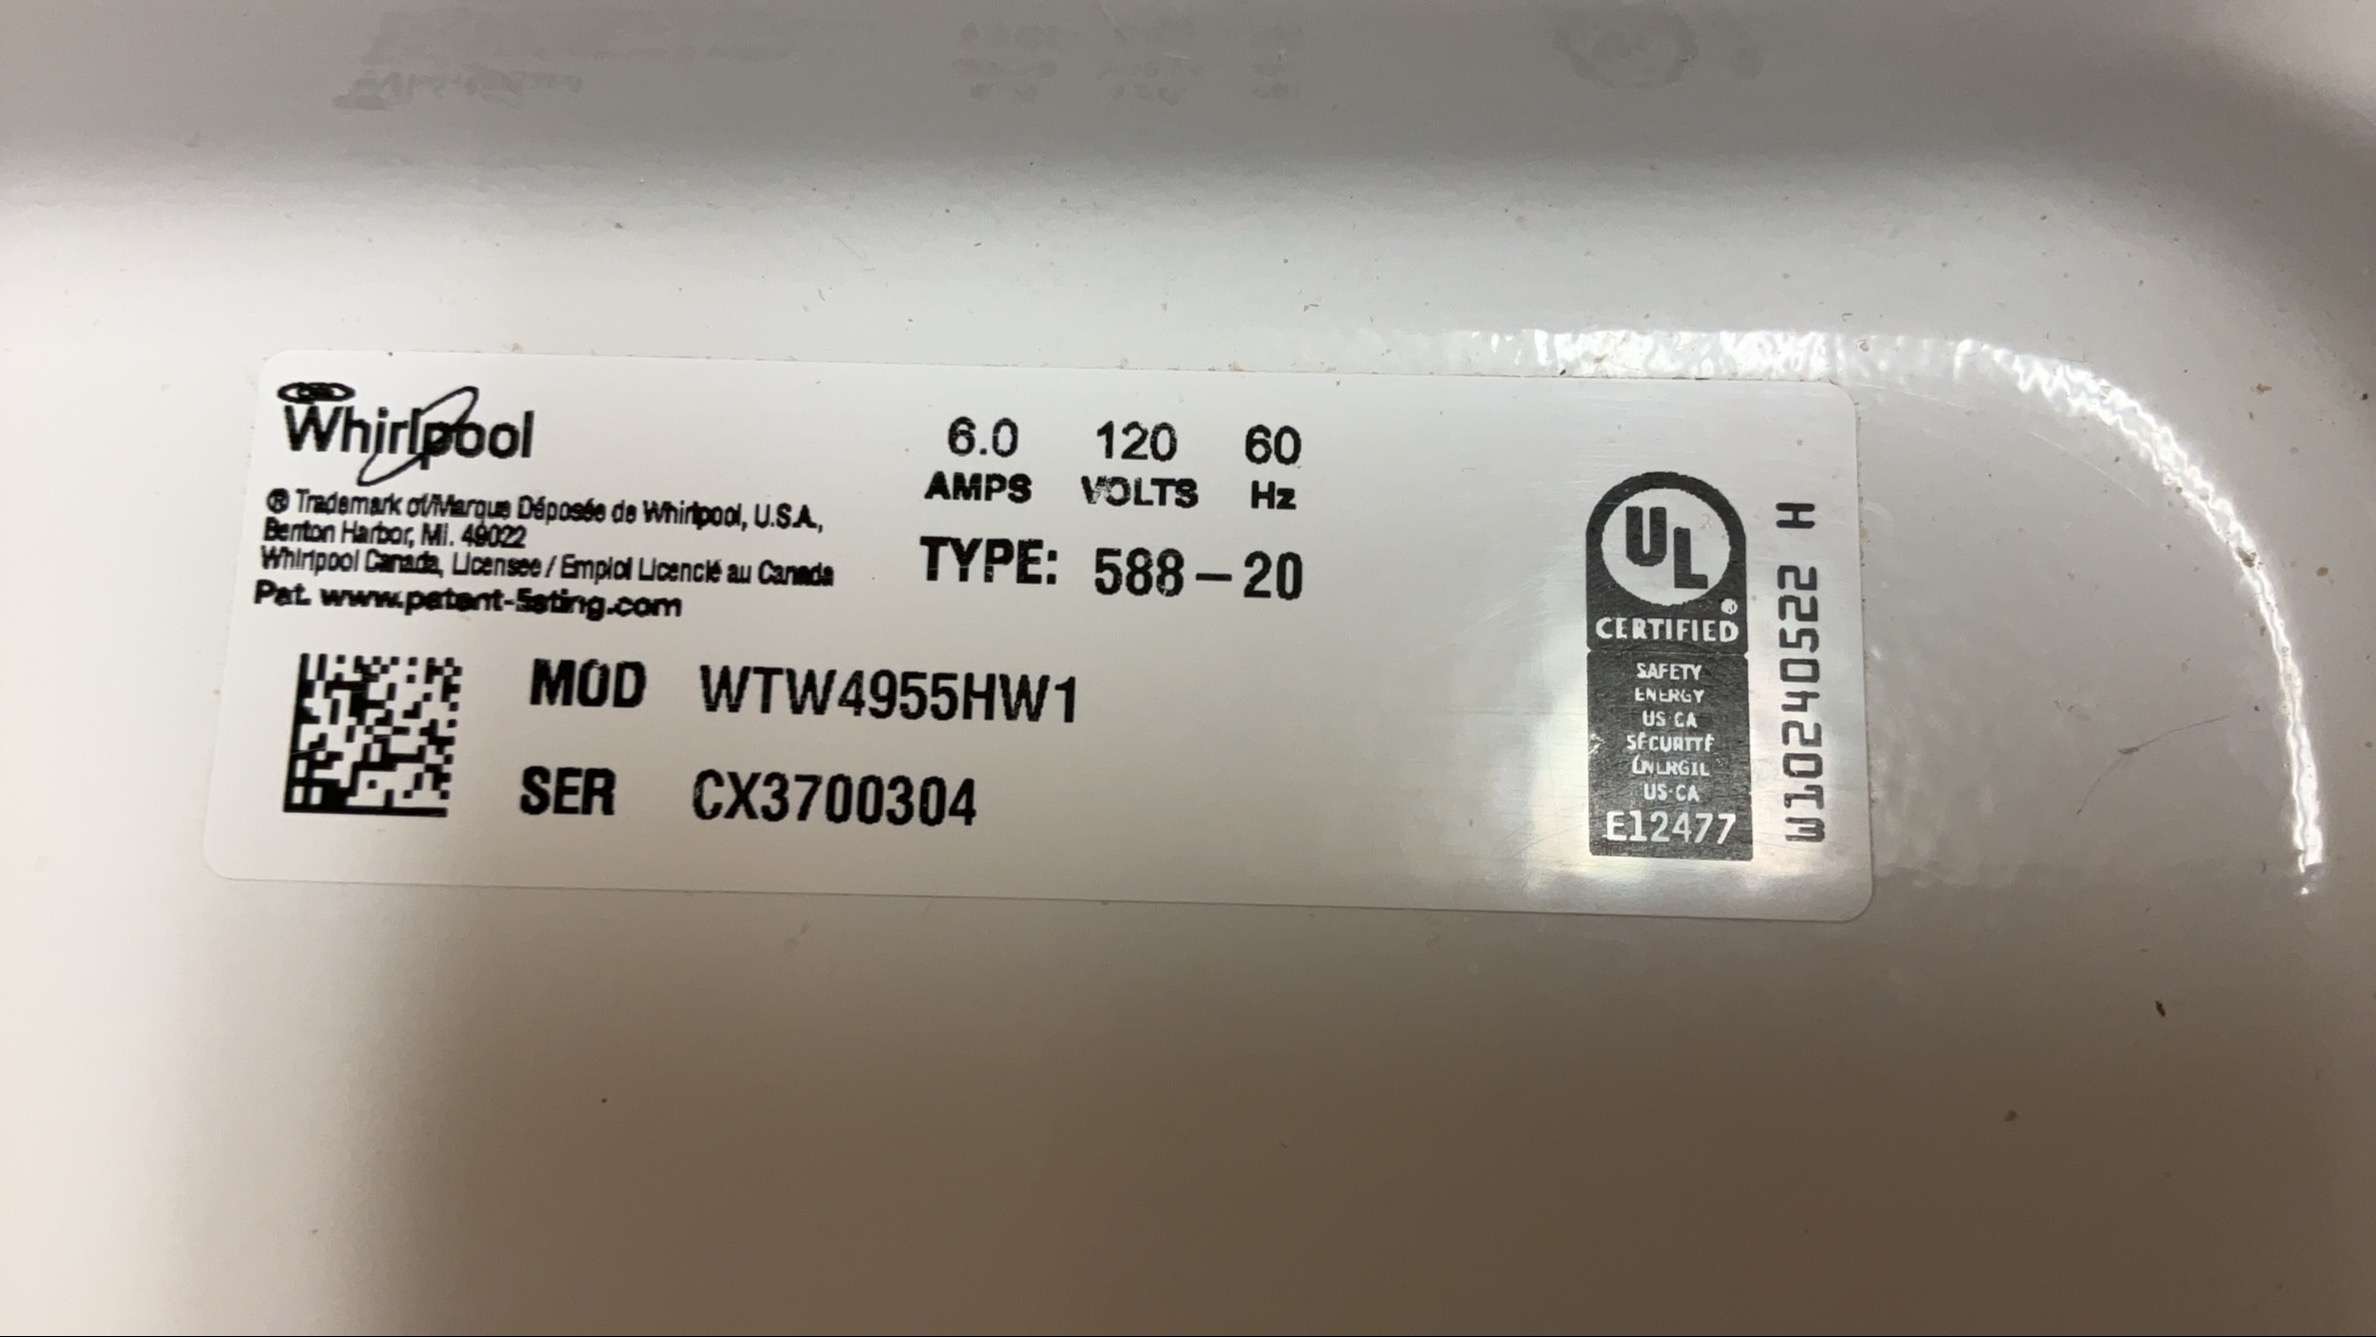 Whirlpool
® Trademark of/Marque Déposée de Whirlpool, U.S.A.,
Benton Harbor, MI. 49022
Whirlpool Canada, Licensee / Emploi Licencié au Canada
Pat. www.patent-listing.com
6.0 120 60
AMPS VOLTS Hz
TYPE: 588-20
MOD WTW4955HW1
SER CX3700304
UL
®
CERTIFIED
SAFETY
ENERGY
US·CA
SÉCURITÉ
ÉNERGIE
US·CA
E12477
W10240522 H